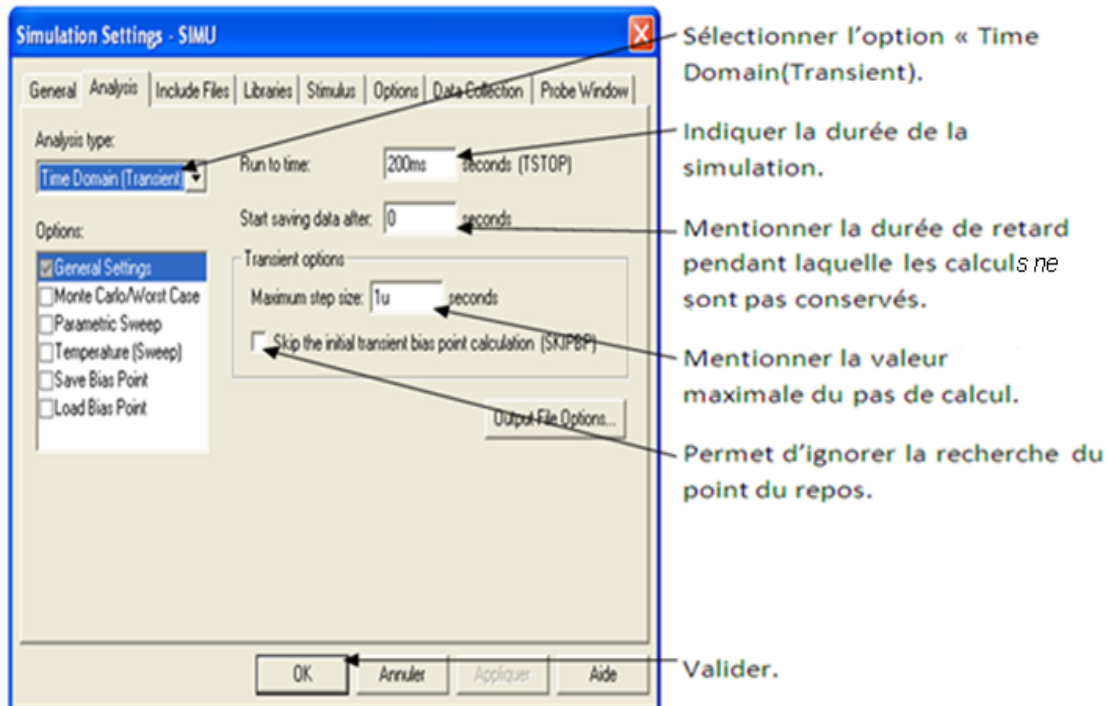 Simulation Settings - SIMU
General Analysis Include Files Libraries Stimulus Options Data Collection Probe Window
Analysis type:
Time Domain (Transient)
Run to time: 200ms seconds (TSTOP)
Start saving data after: 0 seconds
Options:
General Settings
Monte Carlo/Worst Case
Parametric Sweep
Temperature (Sweep)
Save Bias Point
Load Bias Point
Transient options
Maximum step size: 1u seconds
Skip the initial transient bias point calculation (SKIPBP)
Output File Options...
OK Annuler Appliquer Aide
Sélectionner l'option « Time
Domain(Transient).
Indiquer la durée de la
simulation.
Mentionner la durée de retard
pendant laquelle les calculs ne
sont pas conservés.
Mentionner la valeur
maximale du pas de calcul.
Permet d'ignorer la recherche du
point du repos.
Valider.